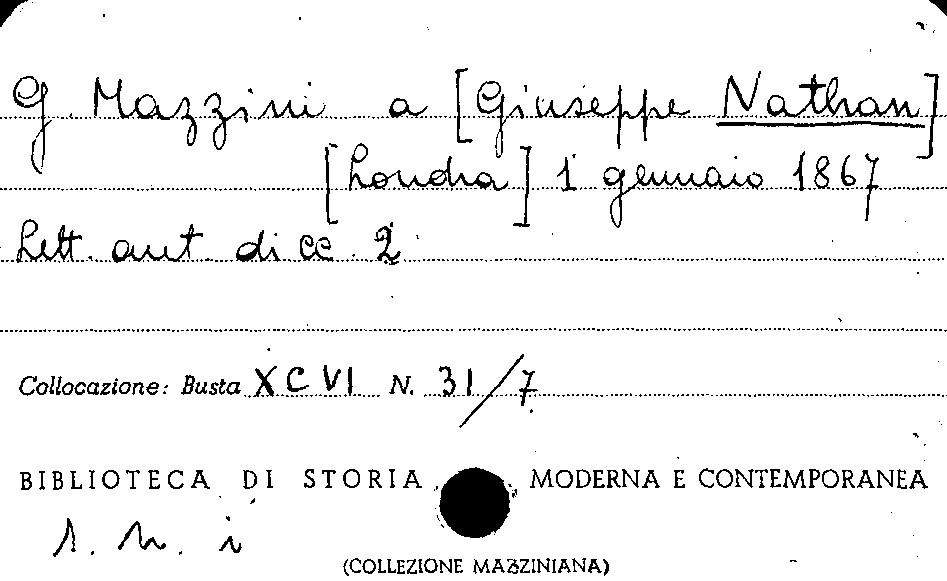 G. Mazzini a [Giuseppe Nathan]
[Londra] 1 gennaio 1867
Lett. aut. di cc. 2
Collocazione: Busta XCVI N. 31/7
BIBLIOTECA DI STORIA MODERNA E CONTEMPORANEA
s. n. i
(COLLEZIONE MAZZINIANA)